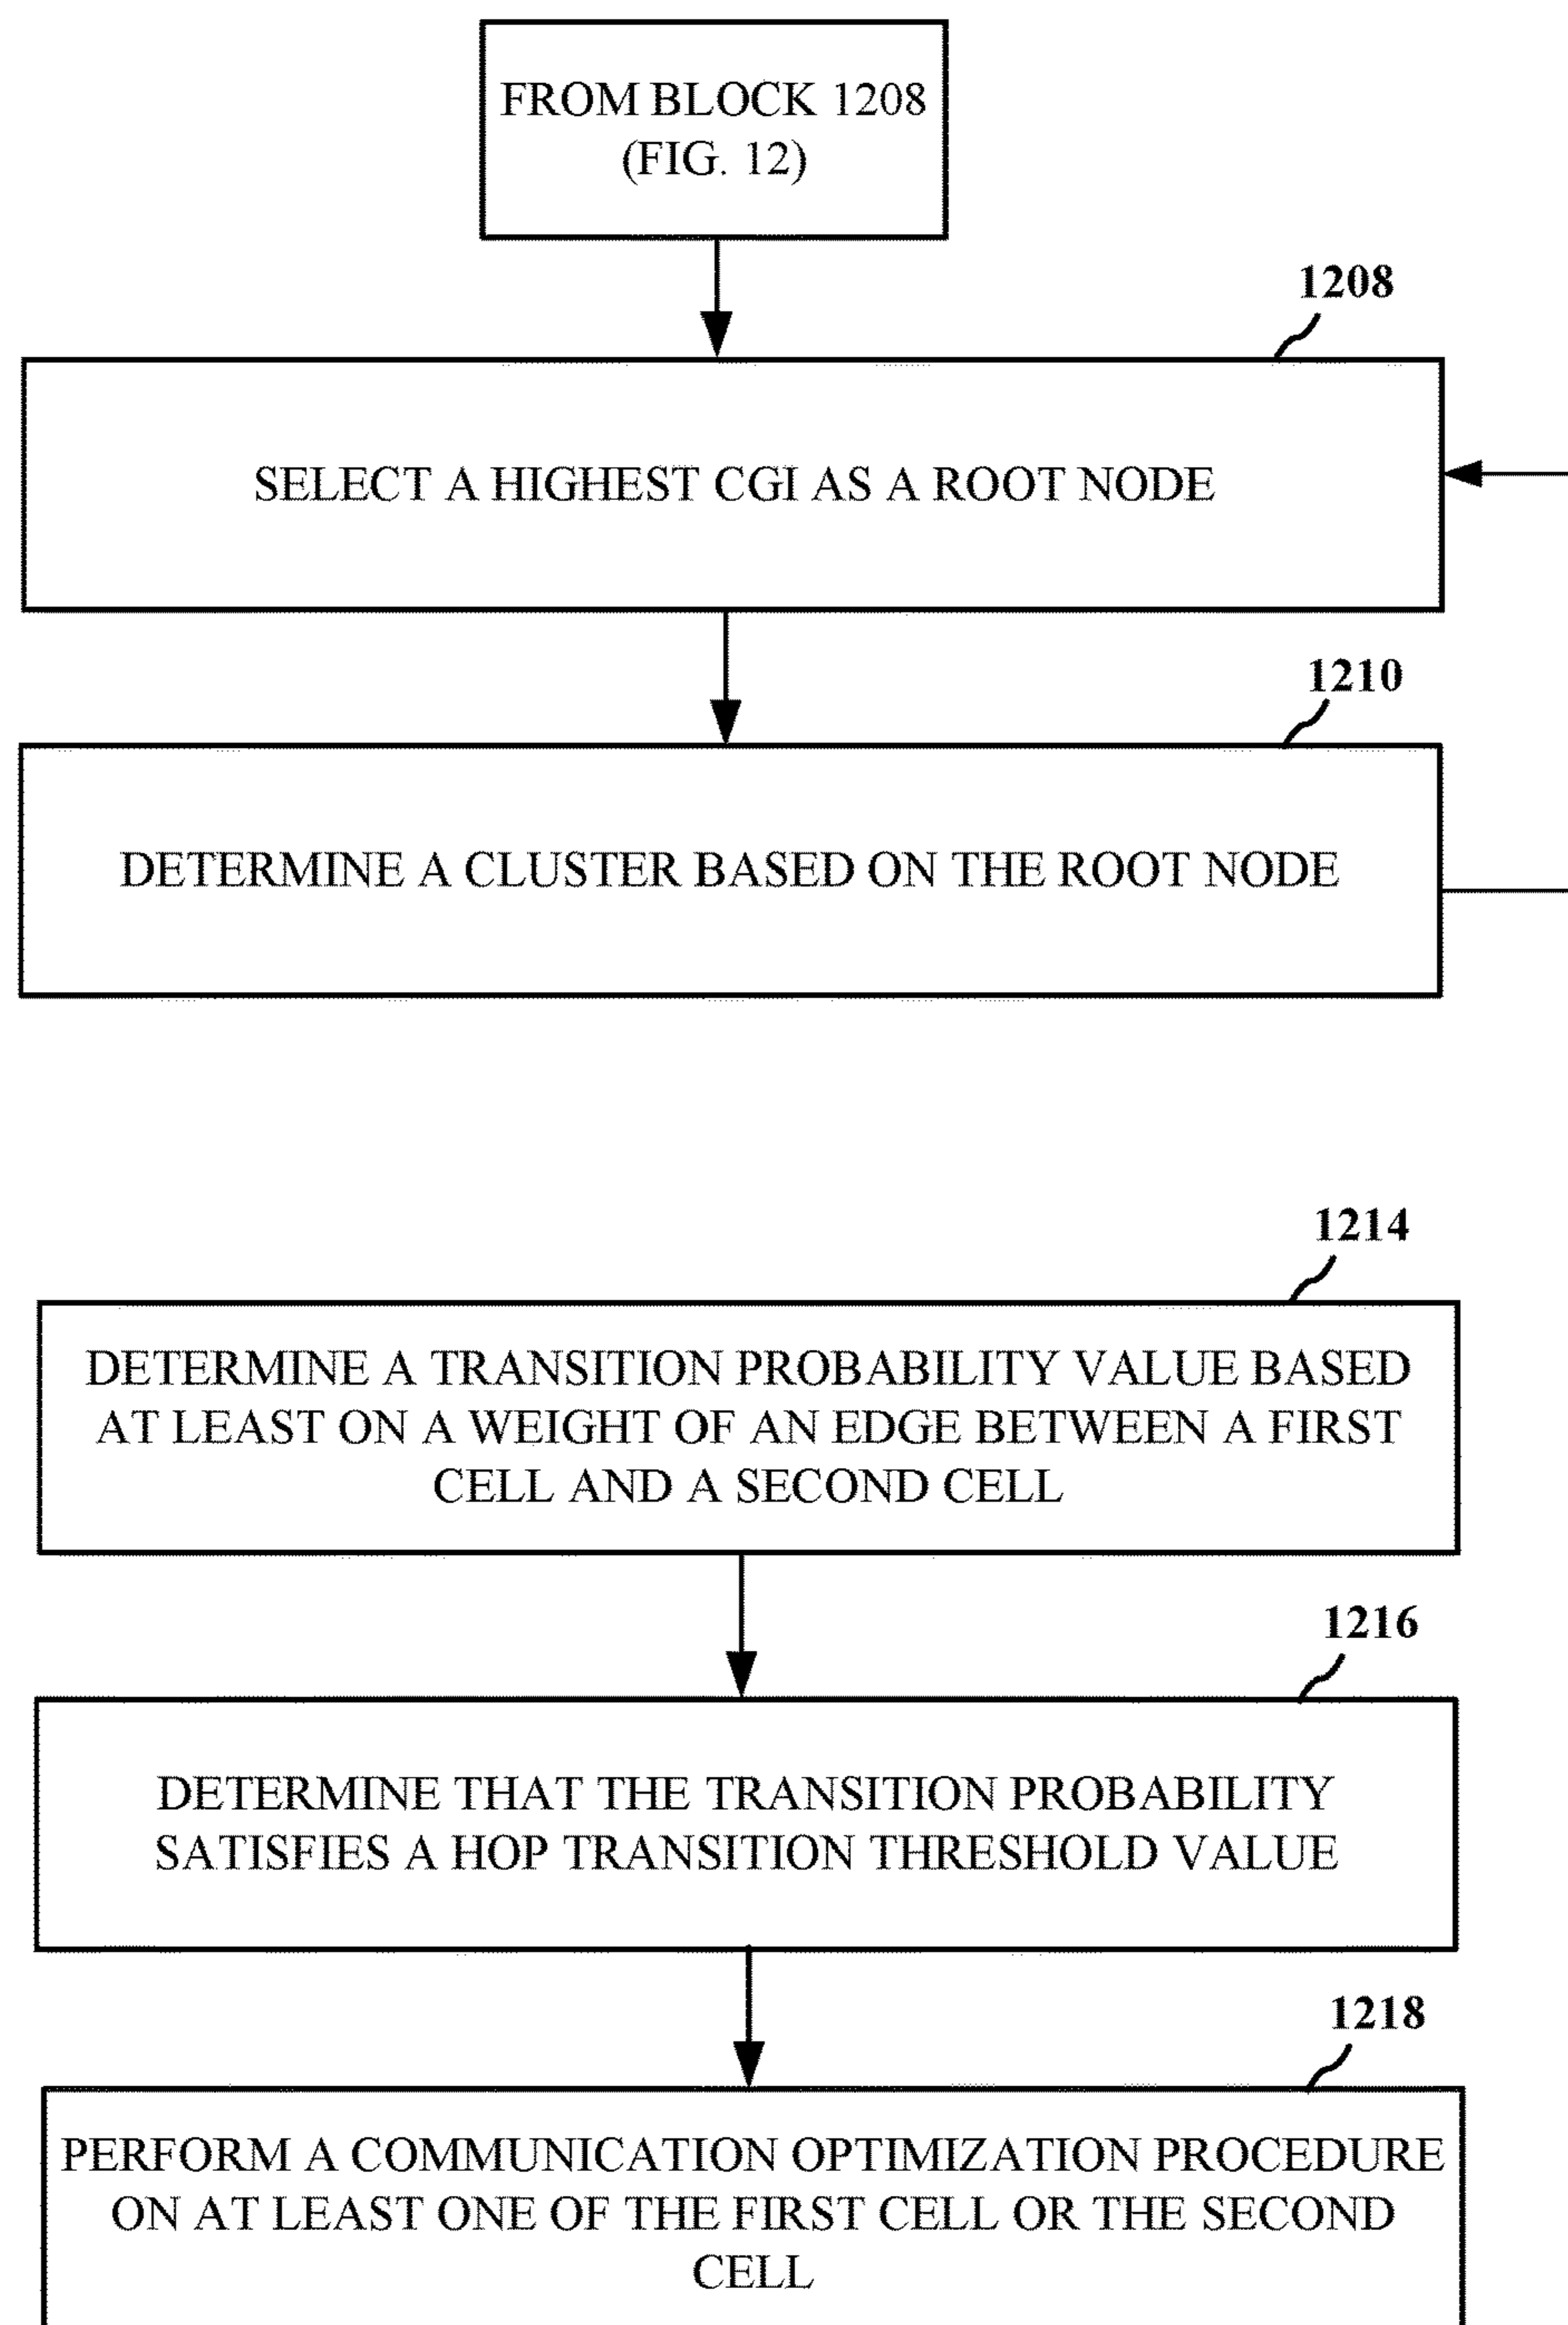 FROM BLOCK 1208
(FIG. 12)
1208
SELECT A HIGHEST CGI AS A ROOT NODE
1210
DETERMINE A CLUSTER BASED ON THE ROOT NODE
1214
DETERMINE A TRANSITION PROBABILITY VALUE BASED
AT LEAST ON A WEIGHT OF AN EDGE BETWEEN A FIRST
CELL AND A SECOND CELL
1216
DETERMINE THAT THE TRANSITION PROBABILITY
SATISFIES A HOP TRANSITION THRESHOLD VALUE
1218
PERFORM A COMMUNICATION OPTIMIZATION PROCEDURE
ON AT LEAST ONE OF THE FIRST CELL OR THE SECOND
CELL